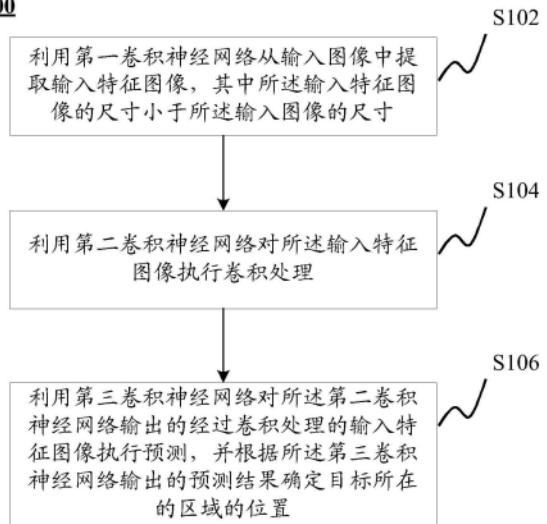 00
S102
利用第一卷积神经网络从输入图像中提
取输入特征图像，其中所述输入特征图
像的尺寸小于所述输入图像的尺寸
S104
利用第二卷积神经网络对所述输入特征
图像执行卷积处理
S106
利用第三卷积神经网络对所述第二卷积
神经网络输出的经过卷积处理的输入特
征图像执行预测，并根据所述第三卷积
神经网络输出的预测结果确定目标所在
的区域的位置